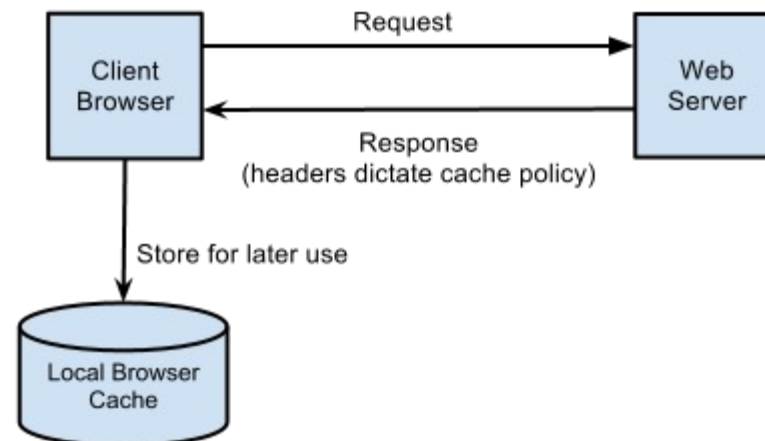 Request
Client
Browser
Web
Server
Response
(headers dictate cache policy)
Store for later use
Local Browser
Cache